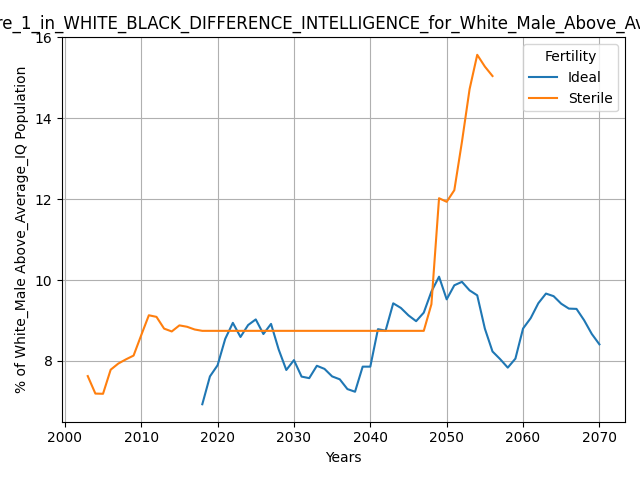 re_1_in_WHITE_BLACK_DIFFERENCE_INTELLIGENCE_for_White_Male_Above_Av
16
14
12
10
8
% of White_Male Above_Average_IQ Population
Fertility
Ideal
Sterile
2000 2010 2020 2030 2040 2050 2060 2070
Years